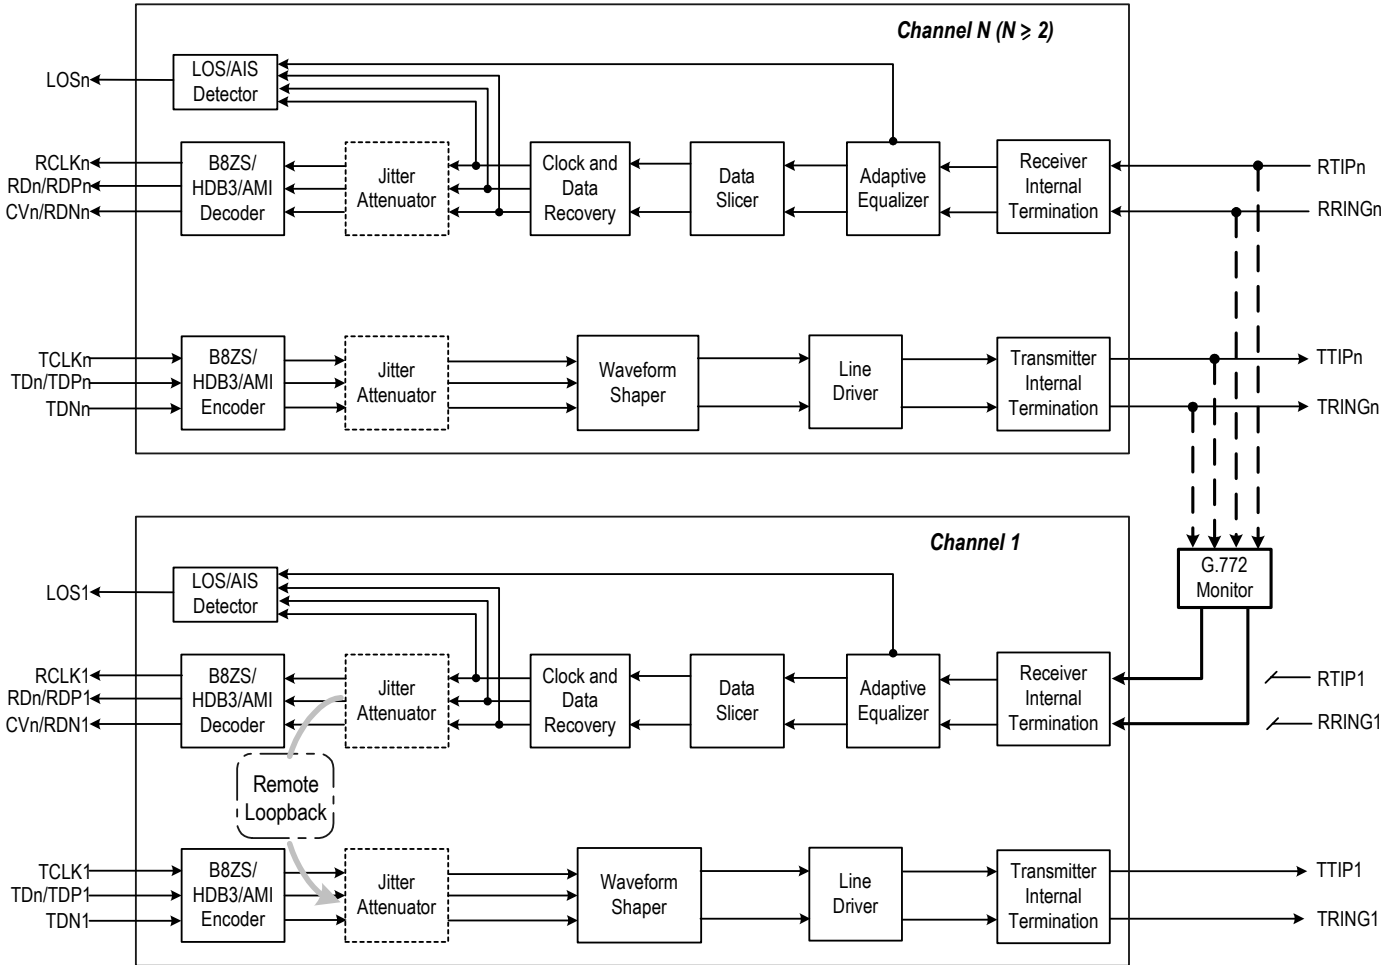 Channel N (N ⩾ 2)
LOSn
LOS/AIS
Detector
RCLKn
RDn/RDPn
CVn/RDNn
B8ZS/
HDB3/AMI
Decoder
Jitter
Attenuator
Clock and
Data
Recovery
Data
Slicer
Adaptive
Equalizer
Receiver
Internal
Termination
RTIPn
RRINGn
TCLKn
TDn/TDPn
TDNn
B8ZS/
HDB3/AMI
Encoder
Jitter
Attenuator
Waveform
Shaper
Line
Driver
Transmitter
Internal
Termination
TTIPn
TRINGn
Channel 1
G.772
Monitor
LOS1
LOS/AIS
Detector
RCLK1
RDn/RDP1
CVn/RDN1
B8ZS/
HDB3/AMI
Decoder
Jitter
Attenuator
Clock and
Data
Recovery
Data
Slicer
Adaptive
Equalizer
Receiver
Internal
Termination
RTIP1
RRING1
Remote
Loopback
TCLK1
TDn/TDP1
TDN1
B8ZS/
HDB3/AMI
Encoder
Jitter
Attenuator
Waveform
Shaper
Line
Driver
Transmitter
Internal
Termination
TTIP1
TRING1